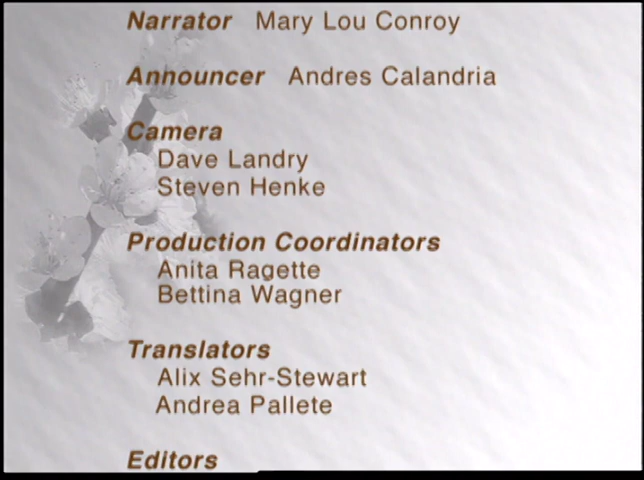 Narrator Mary Lou Conroy
Announcer Andres Calandria
Camera
Dave Landry
Steven Henke
Production Coordinators
Anita Ragette
Bettina Wagner
Translators
Alix Sehr-Stewart
Andrea Pallete
Editors